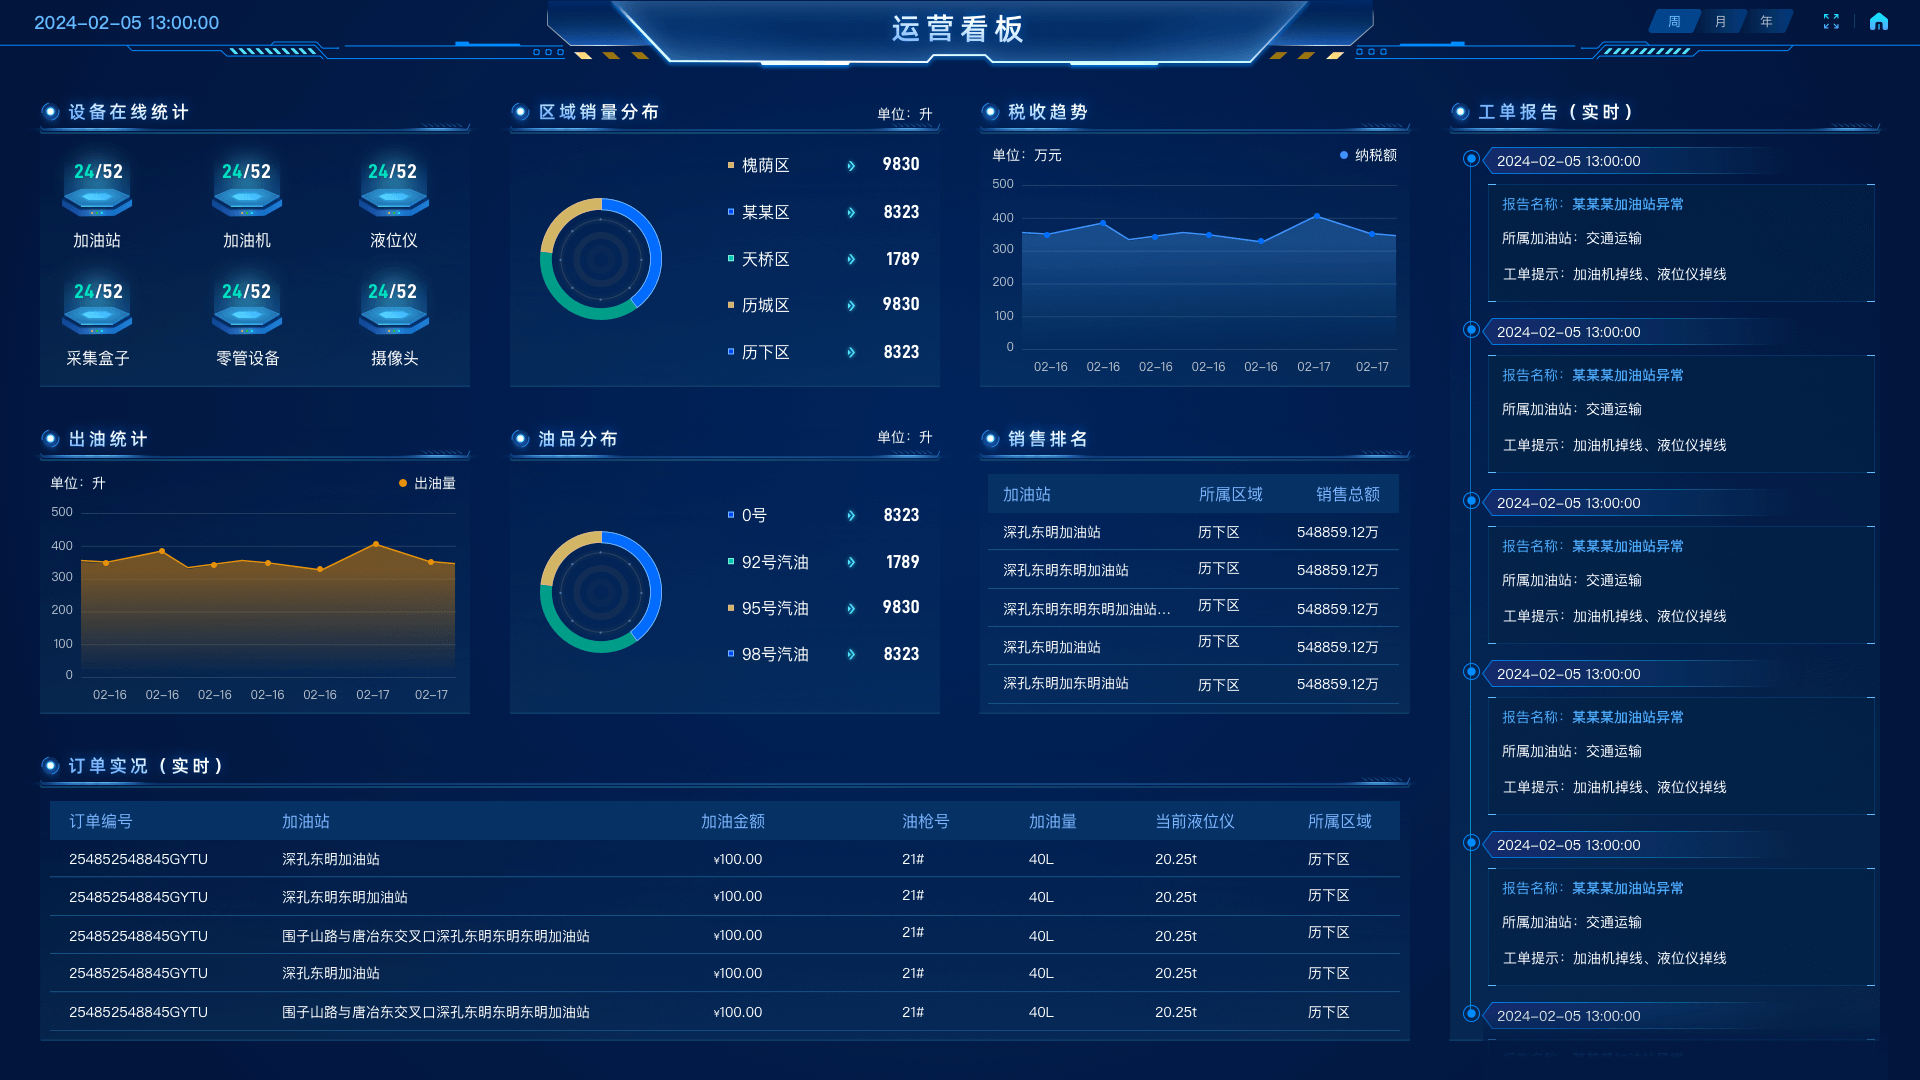 2024-02-05 13:00:00
运营看板
周 月 年
设备在线统计
24/52 24/52 24/52
加油站 加油机 液位仪
24/52 24/52 24/52
采集盒子 零管设备 摄像头
区域销量分布
单位：升
槐荫区 9830
某某区 8323
天桥区 1789
历城区 9830
历下区 8323
税收趋势
单位：万元
纳税额
500
400
300
200
100
0
02-16 02-16 02-16 02-16 02-16 02-17 02-17
出油统计
单位：升
出油量
500
400
300
200
100
0
02-16 02-16 02-16 02-16 02-16 02-17 02-17
油品分布
单位：升
0号 8323
92号汽油 1789
95号汽油 9830
98号汽油 8323
销售排名
加油站 所属区域 销售总额
深孔东明加油站 历下区 548859.12万
深孔东明东明加油站 历下区 548859.12万
深孔东明东明东明加油站... 历下区 548859.12万
深孔东明加油站 历下区 548859.12万
深孔东明加东明油站 历下区 548859.12万
订单实况（实时）
订单编号 加油站 加油金额 油枪号 加油量 当前液位仪 所属区域
254852548845GYTU 深孔东明加油站 ¥100.00 21# 40L 20.25t 历下区
254852548845GYTU 深孔东明东明加油站 ¥100.00 21# 40L 20.25t 历下区
254852548845GYTU 围子山路与唐冶东交叉口深孔东明东明东明加油站 ¥100.00 21# 40L 20.25t 历下区
254852548845GYTU 深孔东明加油站 ¥100.00 21# 40L 20.25t 历下区
254852548845GYTU 围子山路与唐冶东交叉口深孔东明东明东明加油站 ¥100.00 21# 40L 20.25t 历下区
工单报告（实时）
2024-02-05 13:00:00
报告名称：某某某加油站异常
所属加油站：交通运输
工单提示：加油机掉线、液位仪掉线
2024-02-05 13:00:00
报告名称：某某某加油站异常
所属加油站：交通运输
工单提示：加油机掉线、液位仪掉线
2024-02-05 13:00:00
报告名称：某某某加油站异常
所属加油站：交通运输
工单提示：加油机掉线、液位仪掉线
2024-02-05 13:00:00
报告名称：某某某加油站异常
所属加油站：交通运输
工单提示：加油机掉线、液位仪掉线
2024-02-05 13:00:00
报告名称：某某某加油站异常
所属加油站：交通运输
工单提示：加油机掉线、液位仪掉线
2024-02-05 13:00:00